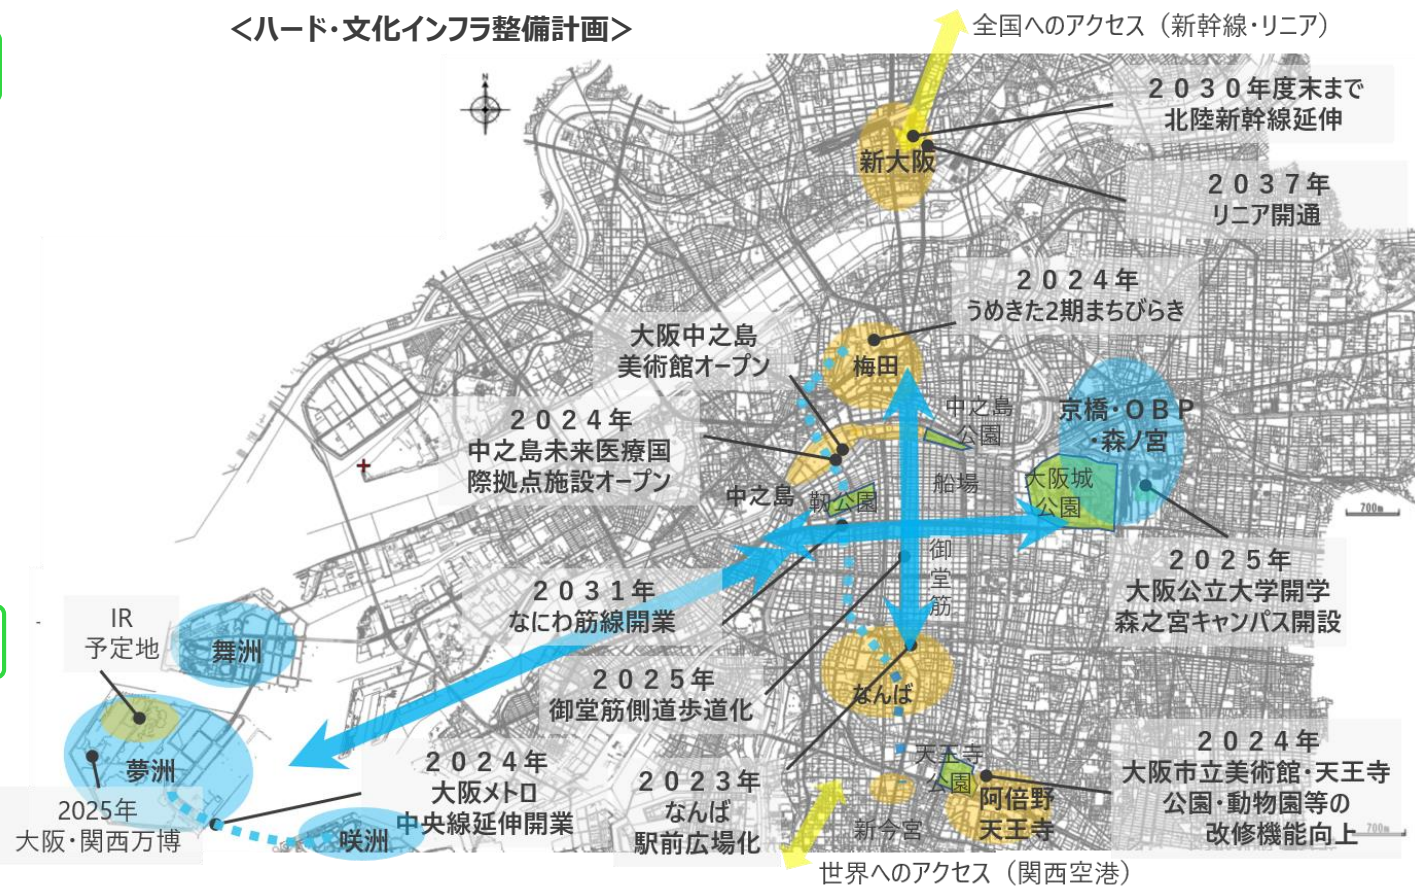 ＜ハード・文化インフラ整備計画＞
全国へのアクセス（新幹線・リニア）
N
２０３０年度末まで
北陸新幹線延伸
新大阪
２０３７年
リニア開通
２０２４年
うめきた2期まちびらき
大阪中之島
美術館オープン
梅田
２０２４年
中之島未来医療国
際拠点施設オープン
中之島
公園
京橋・ＯＢＰ
・森ノ宮
中之島
靭公園
船場
大阪城
公園
700m
２０３１年
なにわ筋線開業
御
堂
筋
２０２５年
大阪公立大学開学
森之宮キャンパス開設
IR
予定地
舞洲
２０２５年
御堂筋側道歩道化
なんば
夢洲
2025年
大阪・関西万博
２０２４年
大阪メトロ
中央線延伸開業
咲洲
２０２３年
なんば
駅前広場化
天王寺
公園
新今宮
阿倍野
天王寺
２０２４年
大阪市立美術館・天王寺
公園・動物園等の
改修機能向上
700m
世界へのアクセス（関西空港）